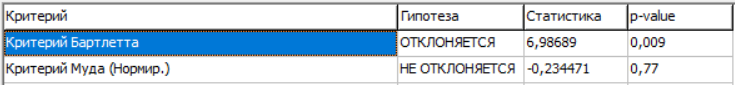 Критерий Гипотеза Статистика p-value
Критерий Бартлетта ОТКЛОНЯЕТСЯ 6,98689 0,009
Критерий Муда (Нормир.) НЕ ОТКЛОНЯЕТСЯ -0,234471 0,77